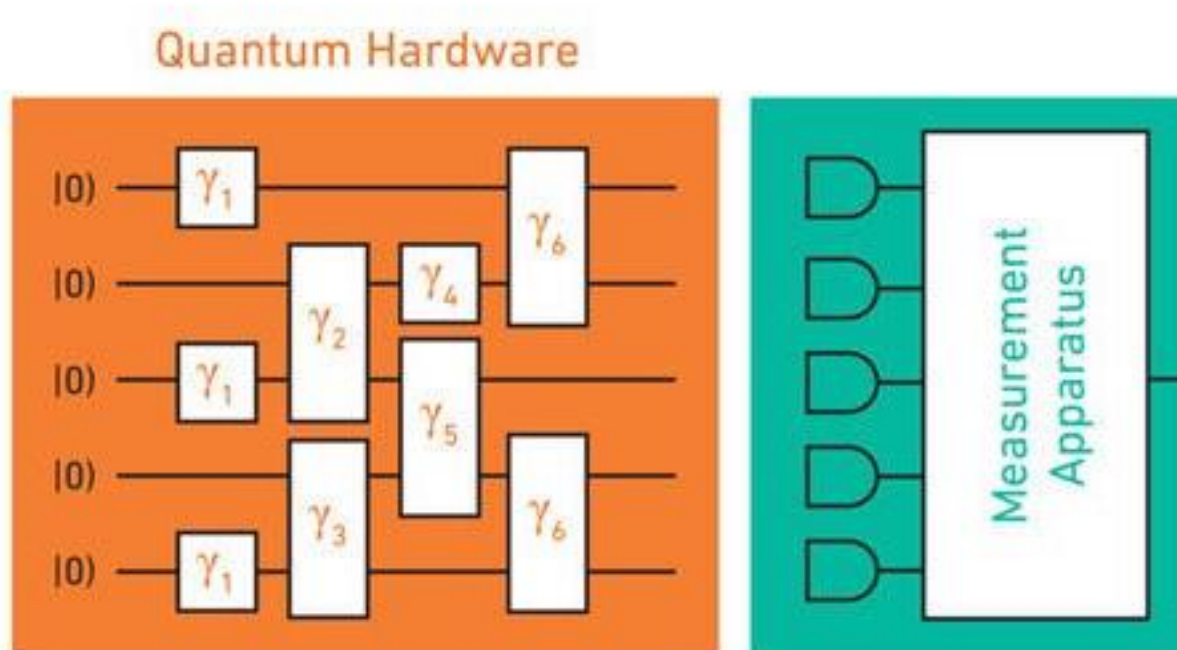 Quantum Hardware
|0) γ₁ γ₆
|0) γ₂ γ₄
|0) γ₁ γ₅
|0) γ₃ γ₆
|0) γ₁
Measurement
Apparatus